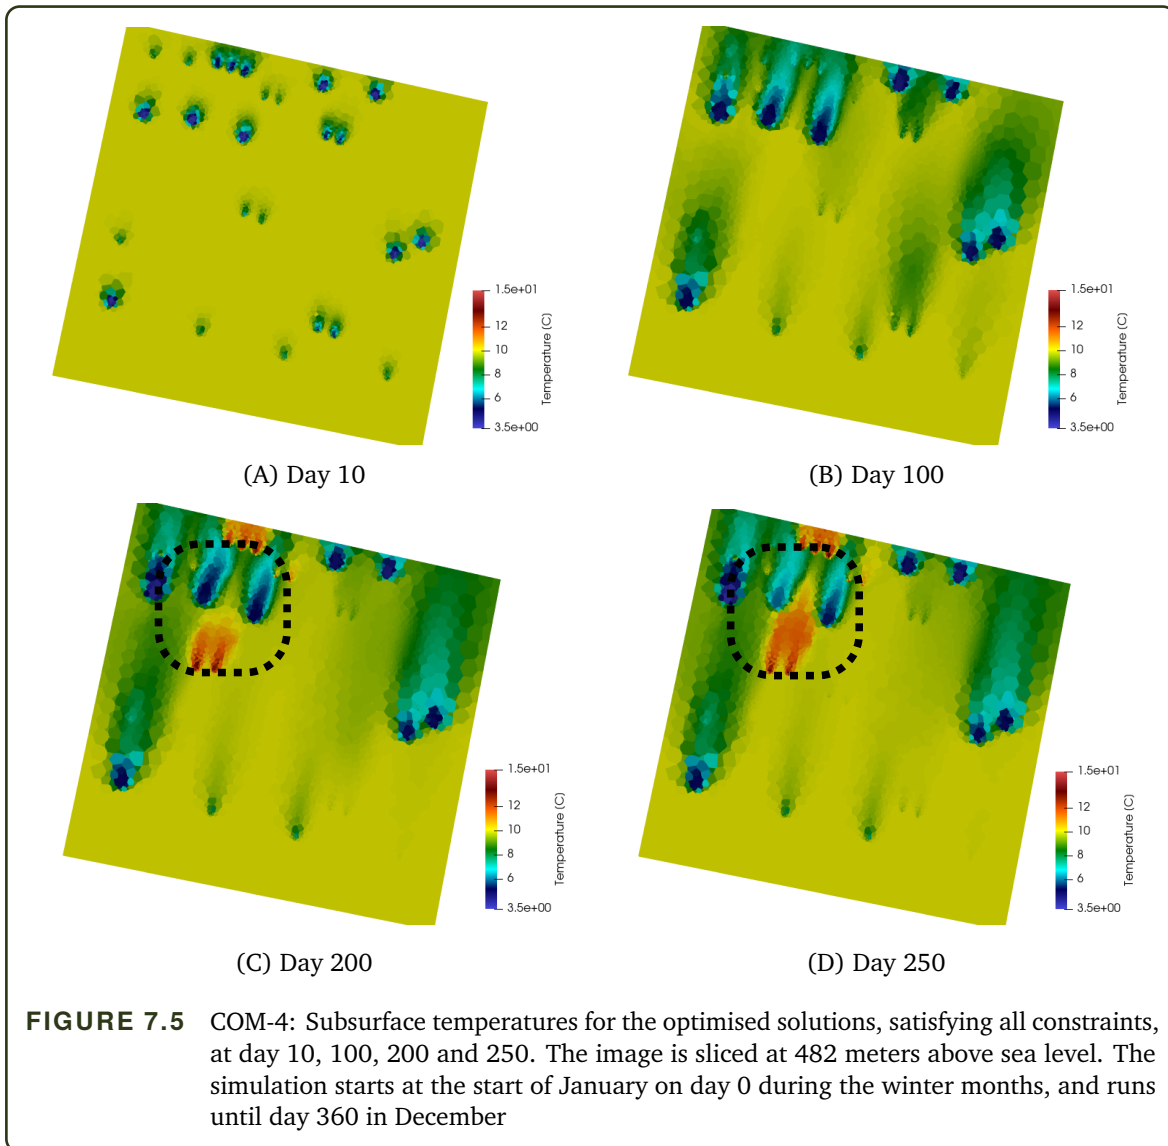 1.5e+01
12
10
8
6
3.5e+00
Temperature (C)
1.5e+01
12
10
8
6
3.5e+00
Temperature (C)
(A) Day 10
(B) Day 100
1.5e+01
12
10
8
6
3.5e+00
Temperature (C)
1.5e+01
12
10
8
6
3.5e+00
Temperature (C)
(C) Day 200
(D) Day 250
FIGURE 7.5 COM-4: Subsurface temperatures for the optimised solutions, satisfying all constraints,
at day 10, 100, 200 and 250. The image is sliced at 482 meters above sea level. The
simulation starts at the start of January on day 0 during the winter months, and runs
until day 360 in December